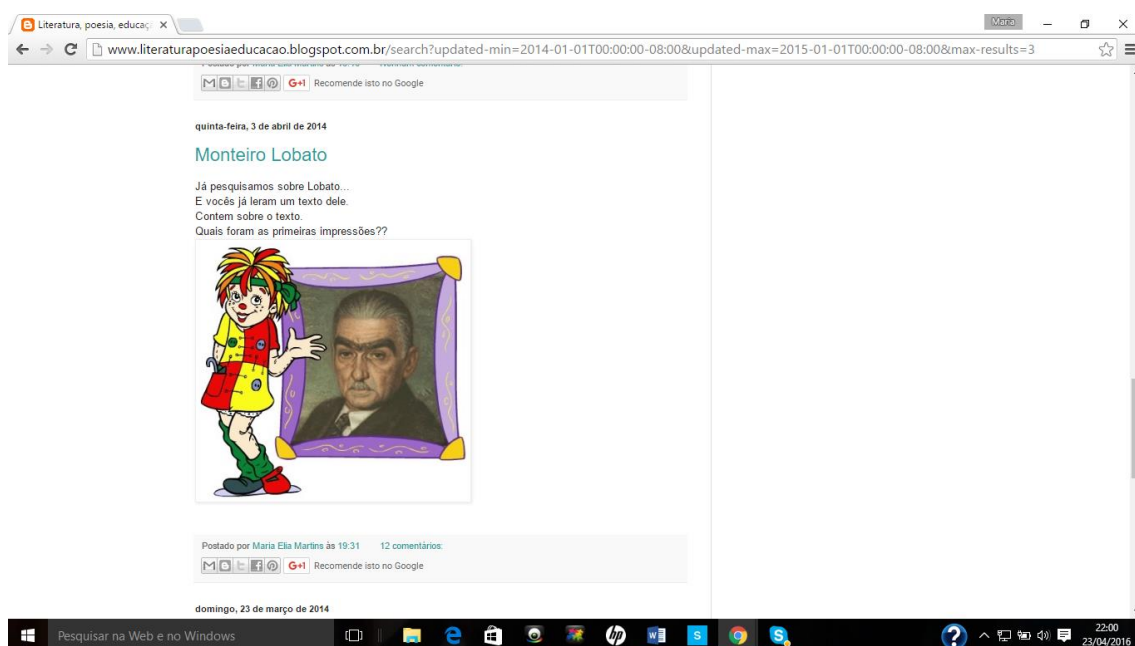 Literatura, poesia, educaç
Maria
www.literaturapoesiaeducacao.blogspot.com.br/search?updated-min=2014-01-01T00:00:00-08:00&updated-max=2015-01-01T00:00:00-08:00&max-results=3
G+1 Recomende isto no Google
quinta-feira, 3 de abril de 2014
Monteiro Lobato
Já pesquisamos sobre Lobato...
E vocês já leram um texto dele.
Contem sobre o texto.
Quais foram as primeiras impressões??
Postado por Maria Elia Martins às 19:31 12 comentários:
G+1 Recomende isto no Google
domingo, 23 de março de 2014
Pesquisar na Web e no Windows
22:00
23/04/2016